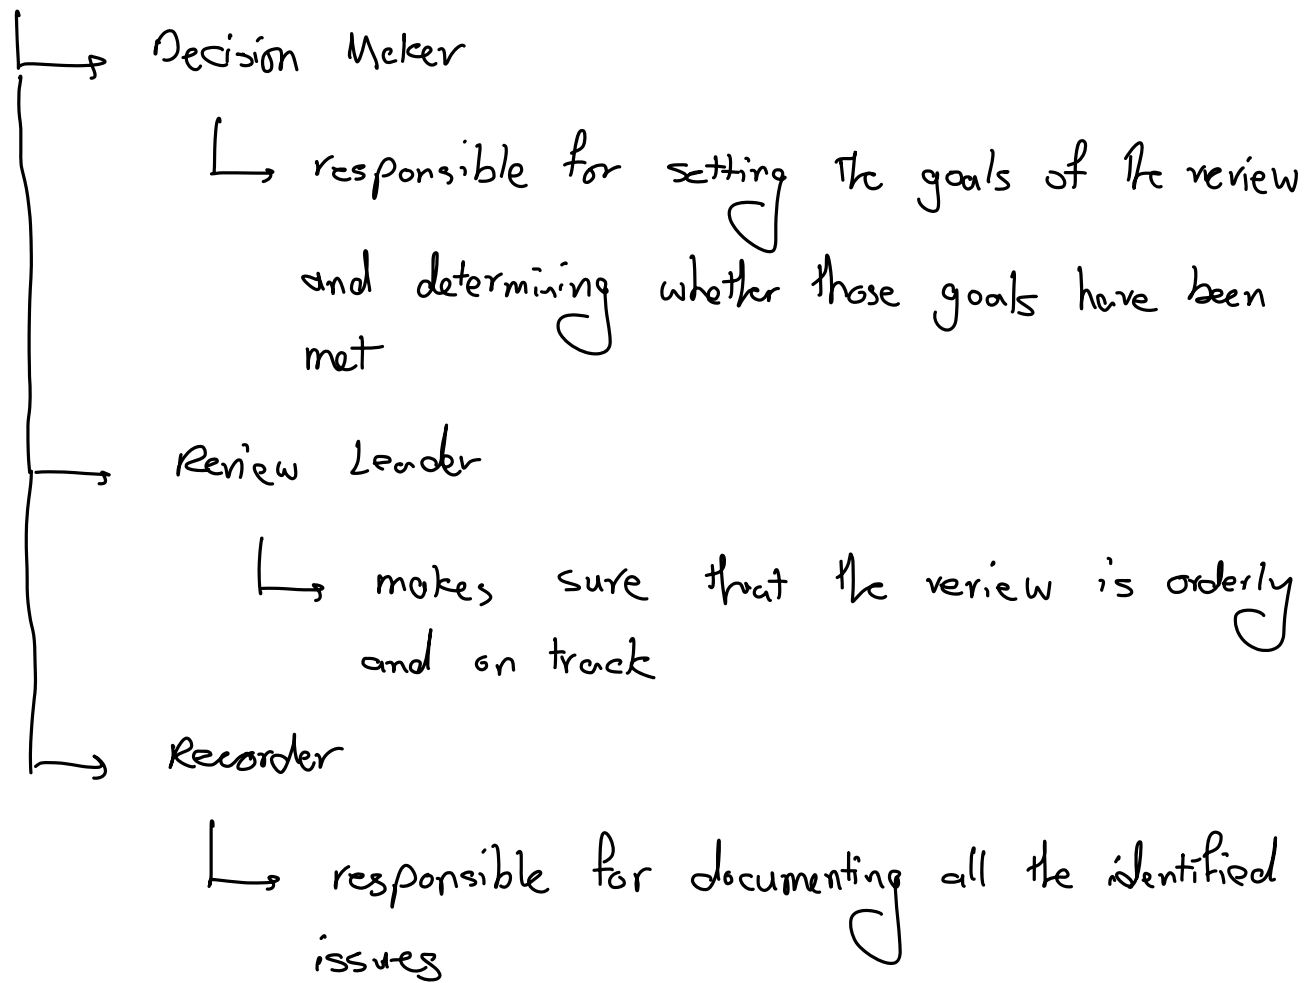 Decision Maker
responsible for setting the goals of the review
and determining whether those goals have been
met
Review Leader
makes sure that the review is orderly
and on track
Recorder
responsible for documenting all the identified
issues